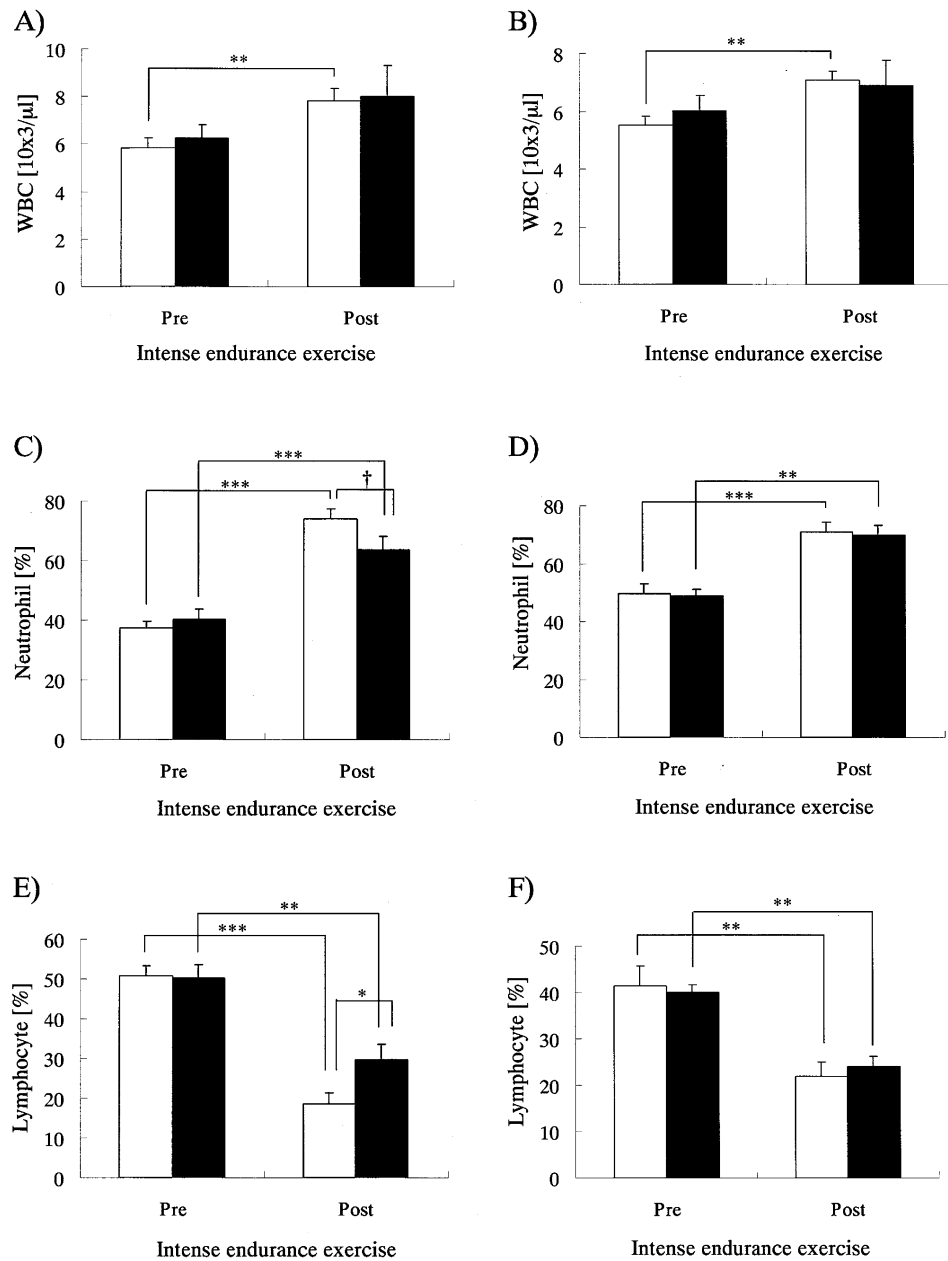 A)
WBC [10x3/µl]
10
8
6
4
2
0
**
Pre Post
Intense endurance exercise
B)
WBC [10x3/µl]
8
6
4
2
0
**
Pre Post
Intense endurance exercise
C)
Neutrophil [%]
80
60
40
20
0
***
***
†
Pre Post
Intense endurance exercise
D)
Neutrophil [%]
80
60
40
20
0
**
***
Pre Post
Intense endurance exercise
E)
Lymphocyte [%]
60
50
40
30
20
10
0
**
***
*
Pre Post
Intense endurance exercise
F)
Lymphocyte [%]
50
40
30
20
10
0
**
**
Pre Post
Intense endurance exercise